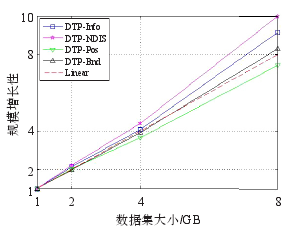 10
8
4
2
1
规模增长性
DTP-Info
DTP-NDIS
DTP-Pos
DTP-Bnd
Linear
1 2 4 8
数据集大小/GB